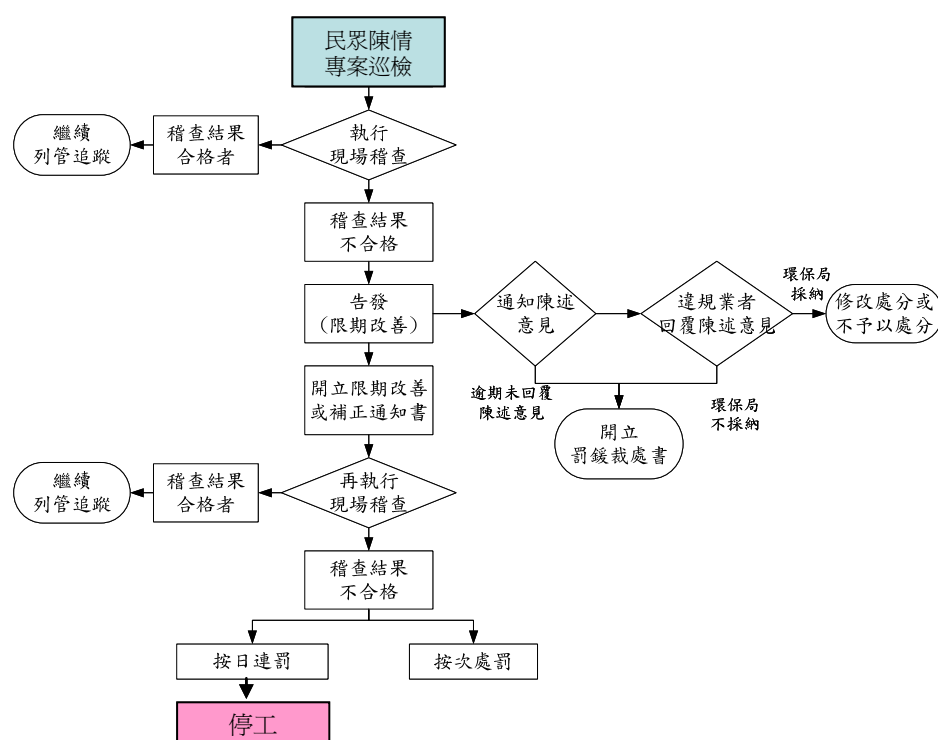 民眾陳情
專案巡檢
執行
現場稽查
稽查結果
合格者
繼續
列管追蹤
稽查結果
不合格
告發
(限期改善)
通知陳述
意見
違規業者
回覆陳述意見
環保局
採納
修改處分或
不予以處分
逾期未回覆
陳述意見
環保局
不採納
開立
罰鍰裁處書
開立限期改善
或補正通知書
再執行
現場稽查
稽查結果
合格者
繼續
列管追蹤
稽查結果
不合格
按日連罰
按次處罰
停工